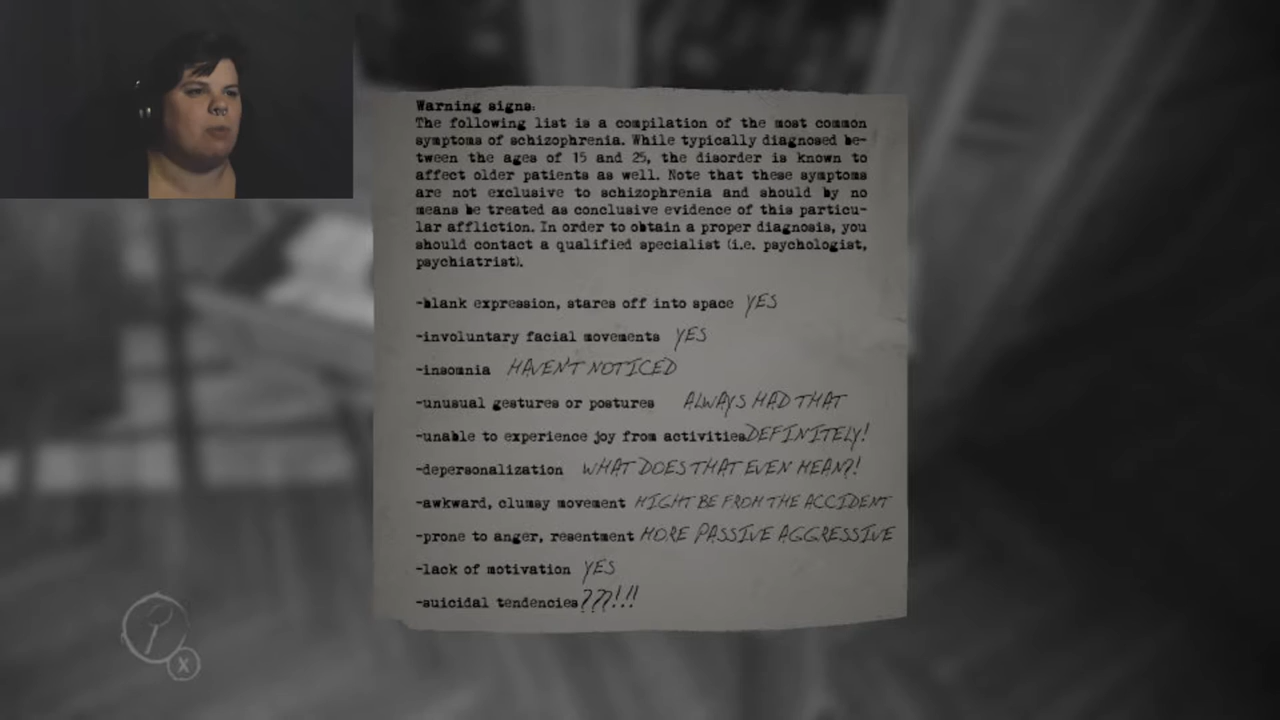 Warning signs:
The following list is a compilation of the most common
symptoms of schizophrenia. While typically diagnosed be-
tween the ages of 15 and 25, the disorder is known to
affect older patients as well. Note that these symptoms
are not exclusive to schizophrenia and should by no
means be treated as conclusive evidence of this particu-
lar affliction. In order to obtain a proper diagnosis, you
should contact a qualified specialist (i.e. psychologist,
psychiatrist).
-blank expression, stares off into space YES
-involuntary facial movements YES
-insomnia HAVEN'T NOTICED
-unusual gestures or postures ALWAYS HAD THAT
-unable to experience joy from activities DEFINITELY!
-depersonalization WHAT DOES THAT EVEN MEAN?!
-awkward, clumsy movement MIGHT BE FROM THE ACCIDENT
-prone to anger, resentment MORE PASSIVE AGGRESSIVE
-lack of motivation YES
-suicidal tendencies ???!!!
X